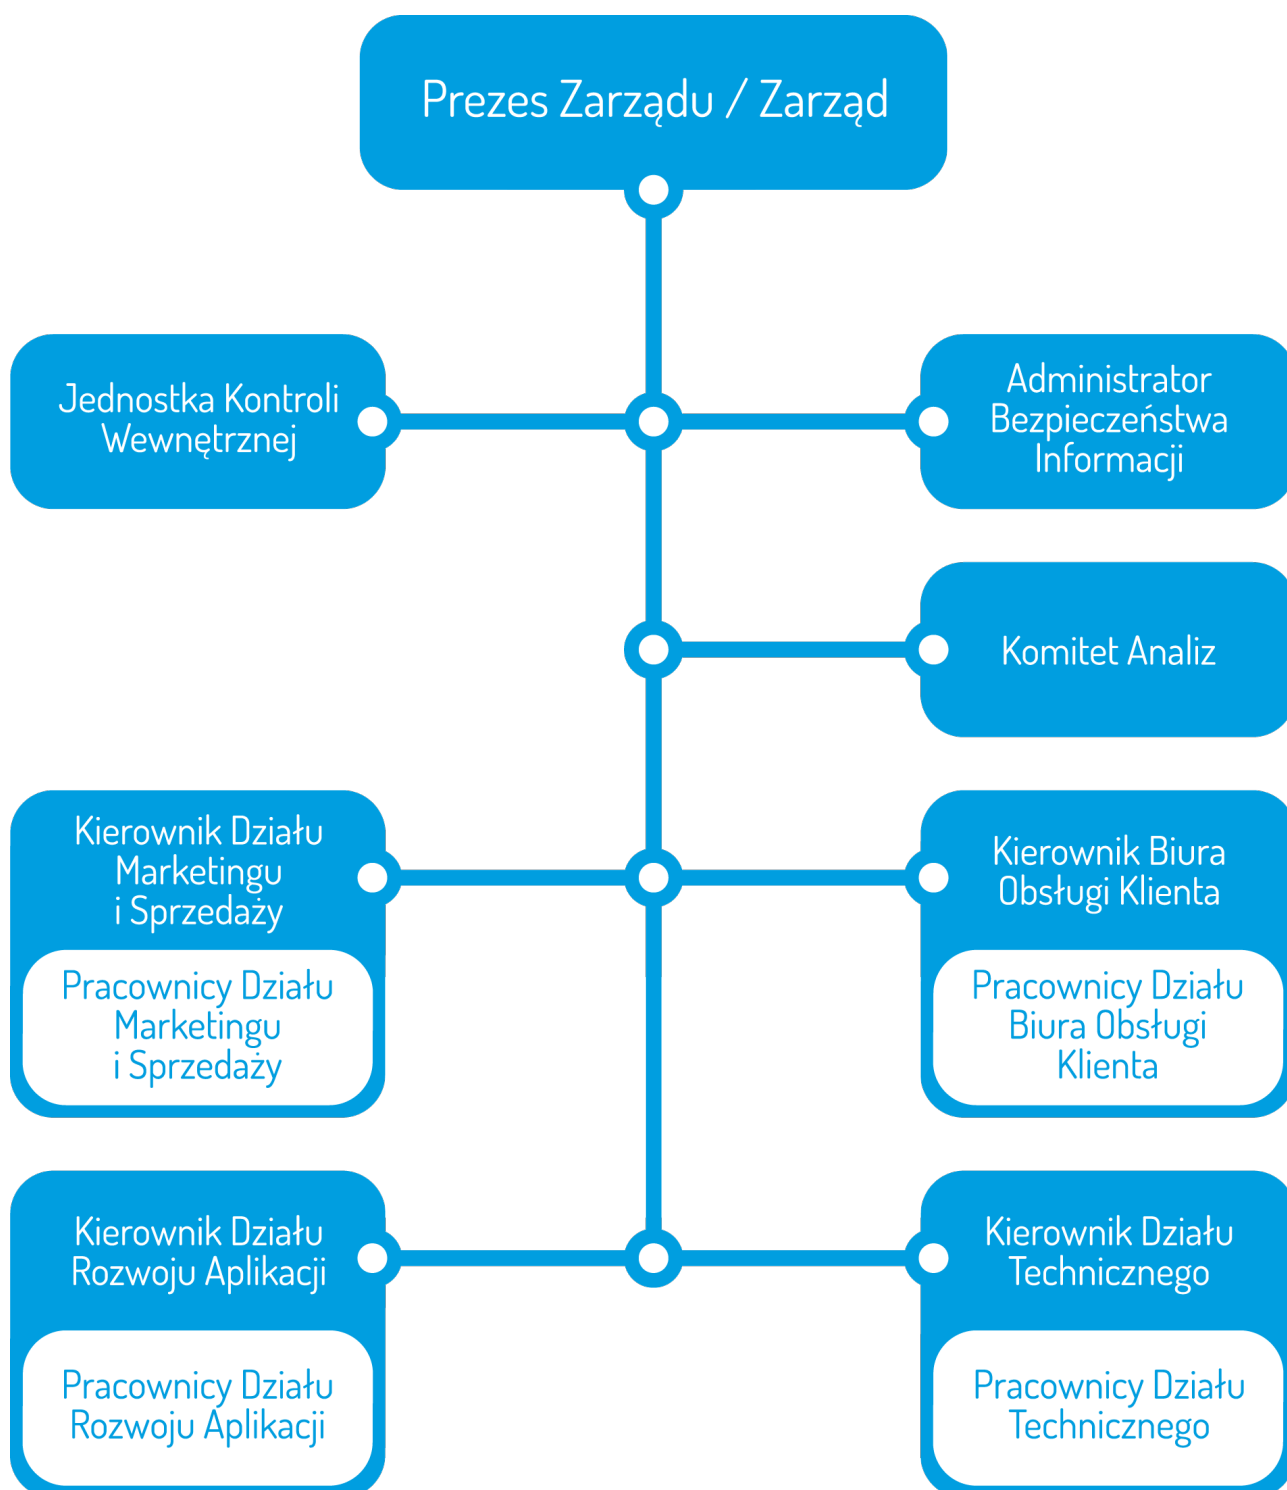 Prezes Zarządu / Zarząd
Jednostka Kontroli
Wewnętrznej
Administrator
Bezpieczeństwa
Informacji
Komitet Analiz
Kierownik Działu
Marketingu
i Sprzedaży
Pracownicy Działu
Marketingu
i Sprzedaży
Kierownik Biura
Obsługi Klienta
Pracownicy Działu
Biura Obsługi
Klienta
Kierownik Działu
Rozwoju Aplikacji
Pracownicy Działu
Rozwoju Aplikacji
Kierownik Działu
Technicznego
Pracownicy Działu
Technicznego